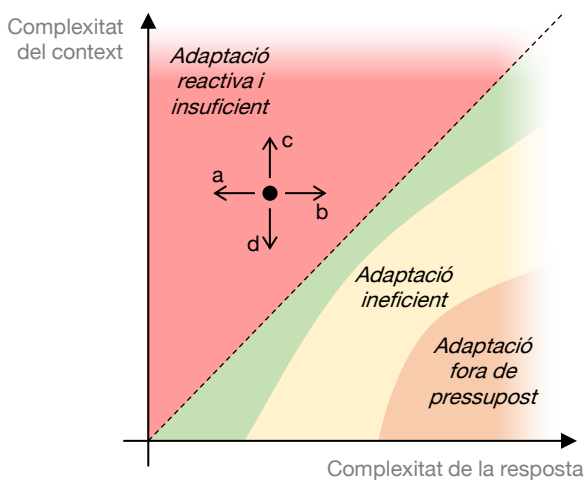 Complexitat
del context
Adaptació
reactiva i
insuficient
c
a
b
d
Adaptació
ineficient
Adaptació
fora de
pressupost
Complexitat de la resposta